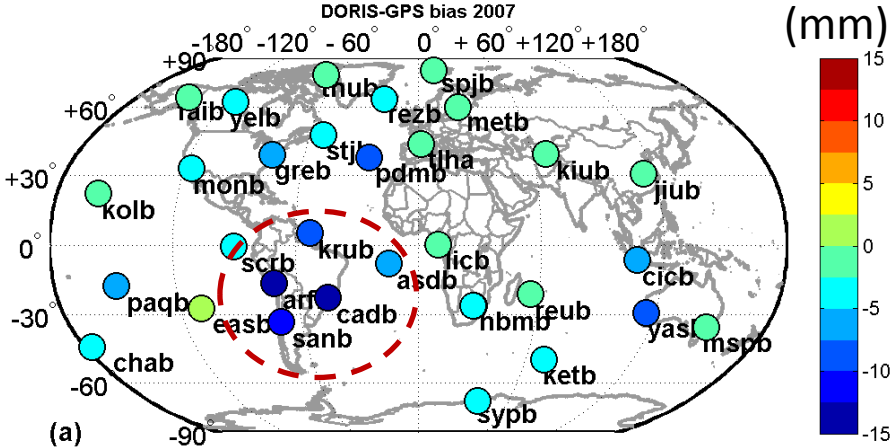 DORIS-GPS bias 2007
(mm)
-180° -120° -60° 0° +60° +120° +180°
+90°
thub spjb
+60° faib yelb rezb metb
stjb tlha
greb pdmb kiub
+30° monb jiub
kolb
krub
0° scrb licb
asdb cicb
paqb arfb cadb reub
-30° easb hbmb yasb
sanb mspb
chab ketb
-60
sypb
-90°
(a)
15
10
5
0
-5
-10
-15